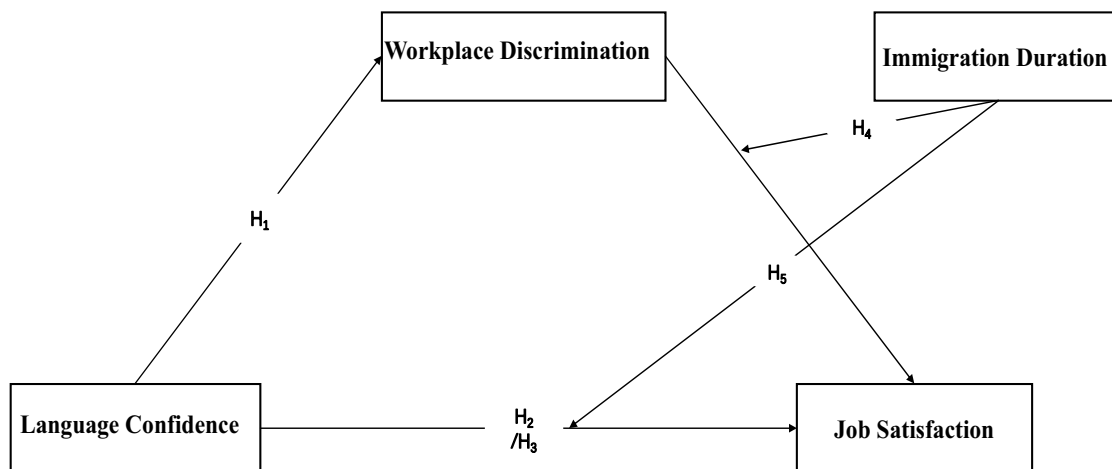 Workplace Discrimination
Immigration Duration
H₄
H₁
H₅
Language Confidence
H₂
/H₃
Job Satisfaction